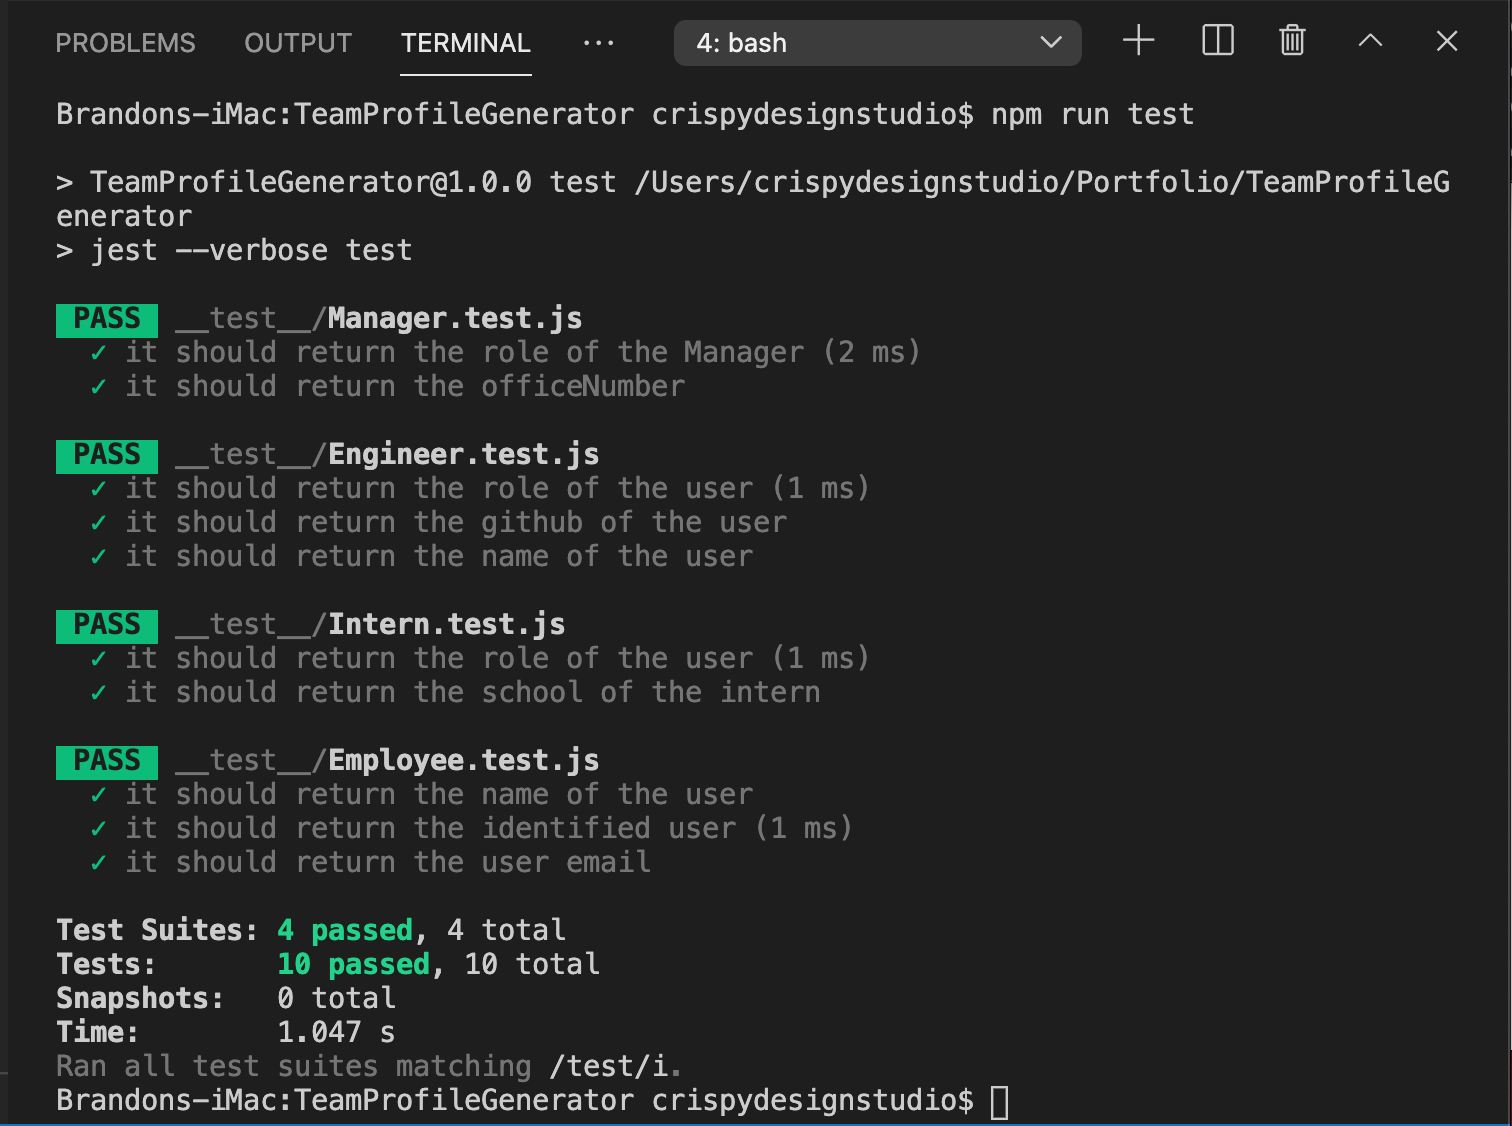 PROBLEMS OUTPUT TERMINAL ... 4: bash
Brandons-iMac:TeamProfileGenerator crispydesignstudio$ npm run test
> TeamProfileGenerator@1.0.0 test /Users/crispydesignstudio/Portfolio/TeamProfileG
enerator
> jest --verbose test
PASS __test__/Manager.test.js
✓ it should return the role of the Manager (2 ms)
✓ it should return the officeNumber
PASS __test__/Engineer.test.js
✓ it should return the role of the user (1 ms)
✓ it should return the github of the user
✓ it should return the name of the user
PASS __test__/Intern.test.js
✓ it should return the role of the user (1 ms)
✓ it should return the school of the intern
PASS __test__/Employee.test.js
✓ it should return the name of the user
✓ it should return the identified user (1 ms)
✓ it should return the user email
Test Suites: 4 passed, 4 total
Tests: 10 passed, 10 total
Snapshots: 0 total
Time: 1.047 s
Ran all test suites matching /test/i.
Brandons-iMac:TeamProfileGenerator crispydesignstudio$